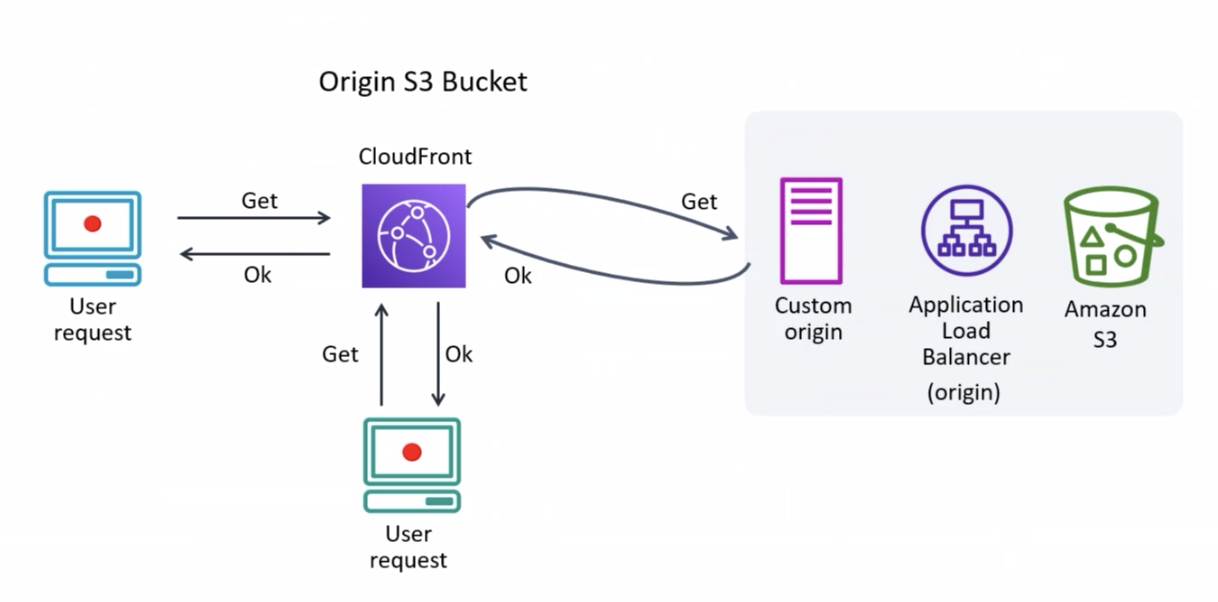 Origin S3 Bucket
CloudFront
Get
Ok
User
request
Get
Ok
Custom
origin
Application
Load
Balancer
(origin)
Amazon
S3
Get
Ok
User
request